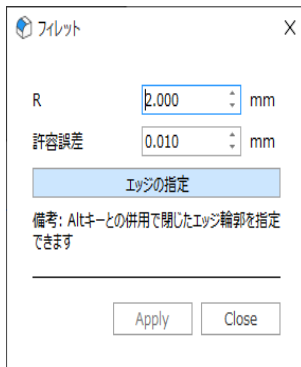 フィレット
R 2.000 mm
許容誤差 0.010 mm
エッジの指定
備考: Altキーとの併用で閉じたエッジ輪郭を指定
できます
Apply Close